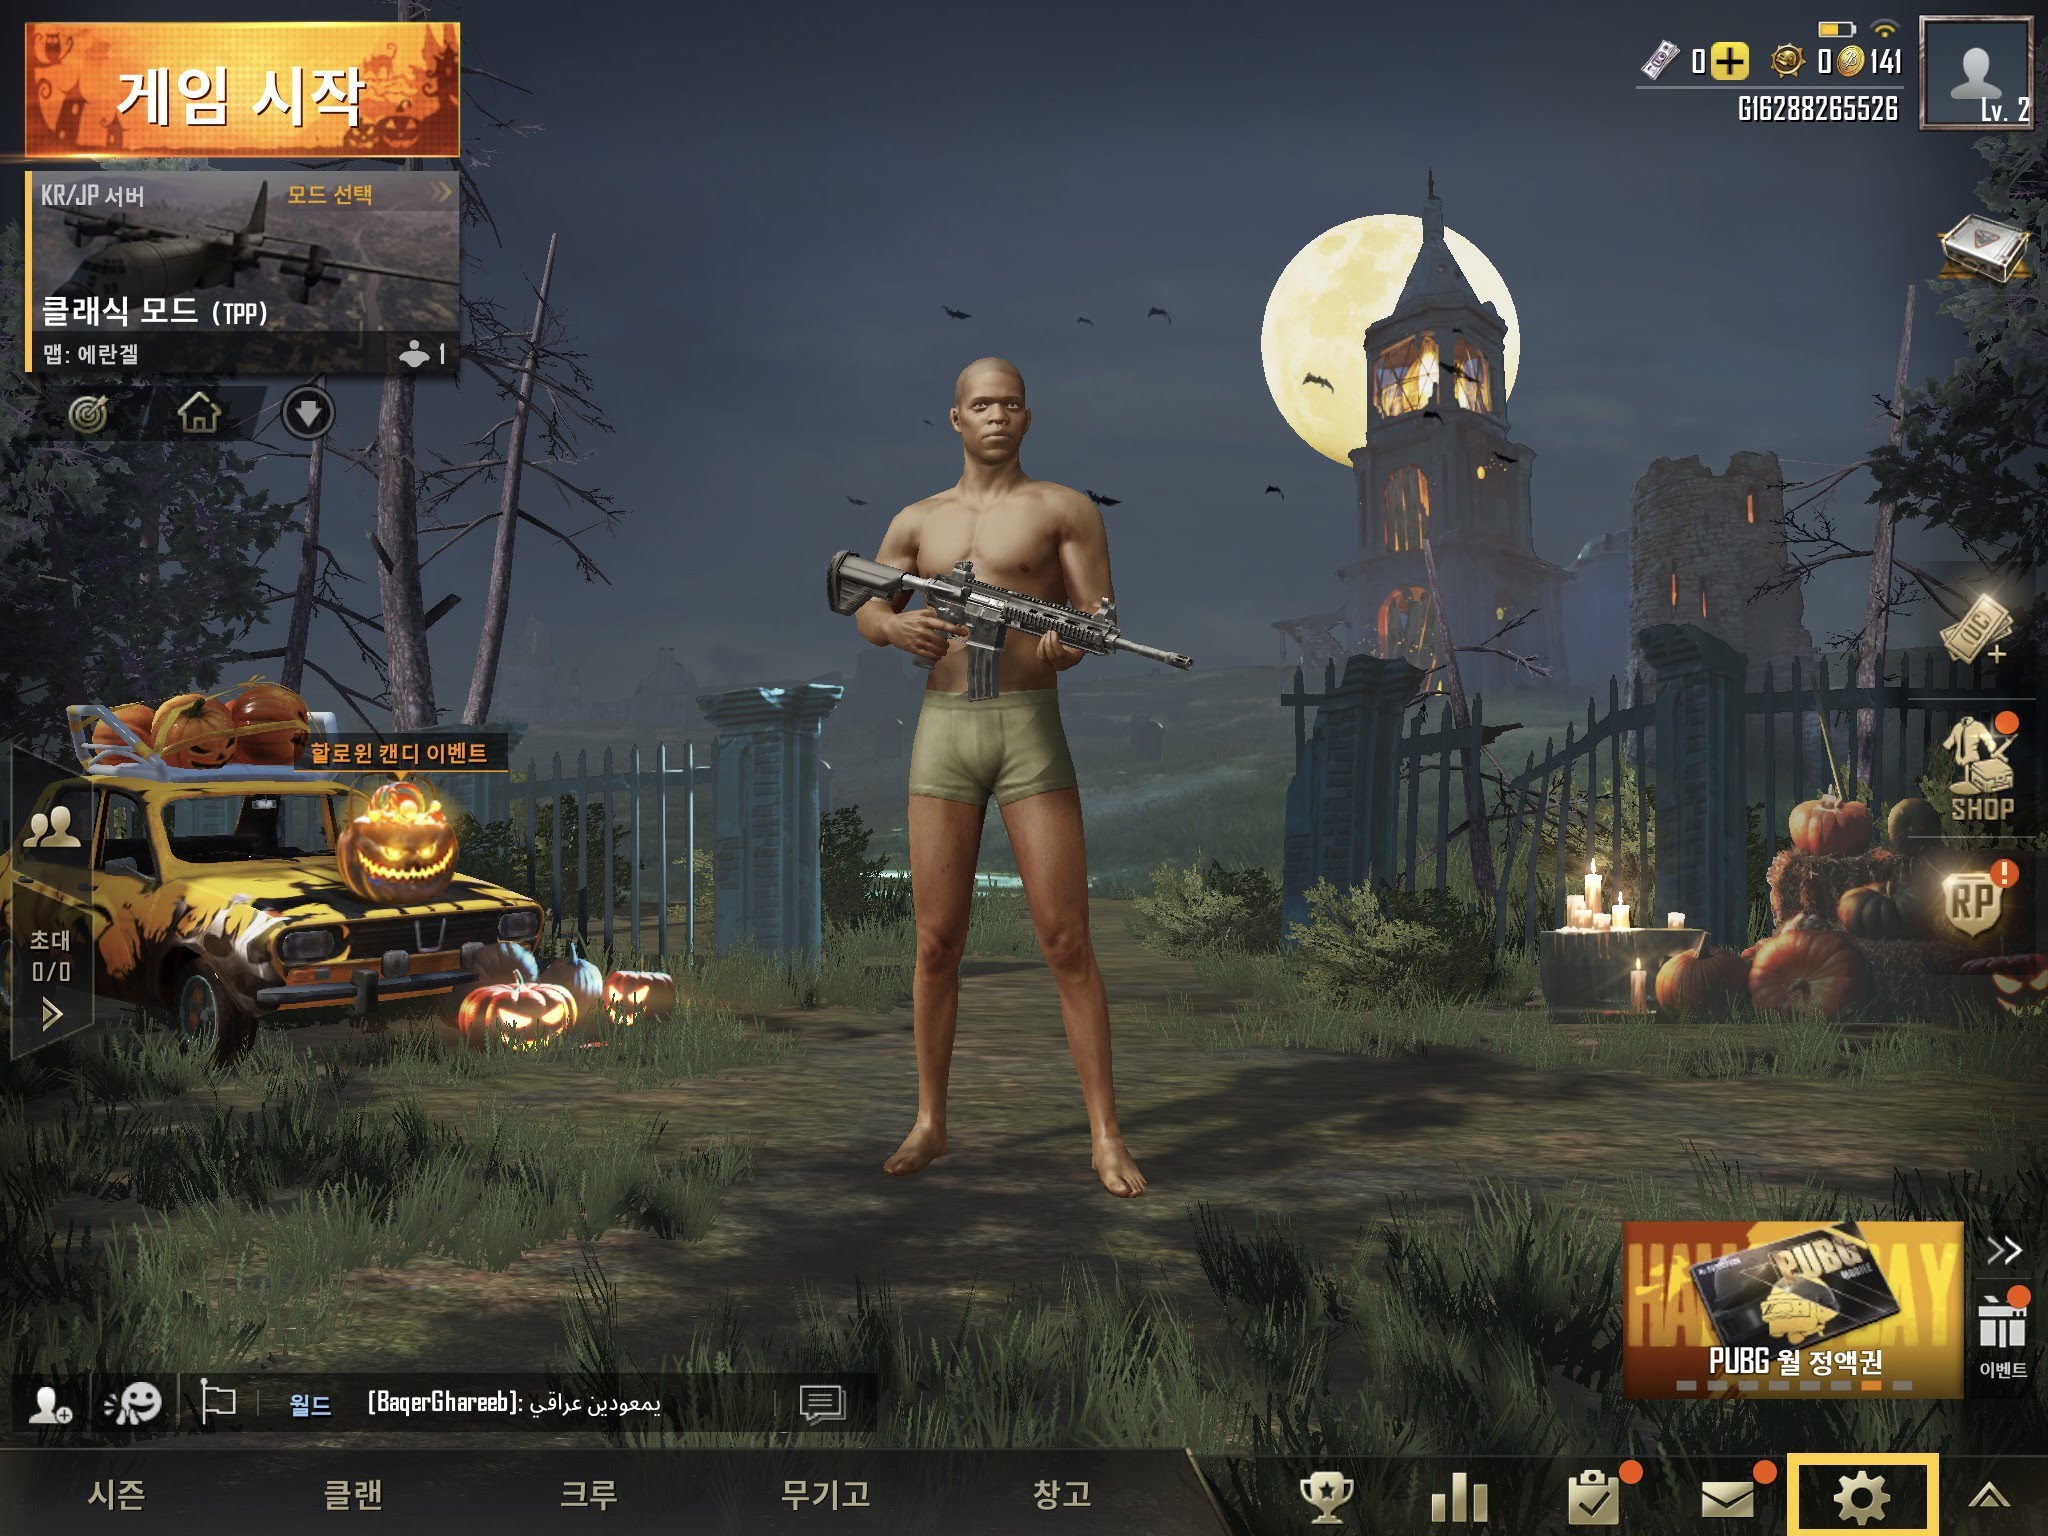 게임 시작
KR/JP 서버
모드 선택
클래식 모드 (TPP)
맵: 에란겔
1
0
0
141
G16288265526
Lv. 2
UC
SHOP
RP
할로윈 캔디 이벤트
초대
0/0
PUBG
MOBILE
PUBG 월 정액권
이벤트
월드
[BaqerGhareeb]: يمعودين عراقي
시즌
클랜
크루
무기고
창고